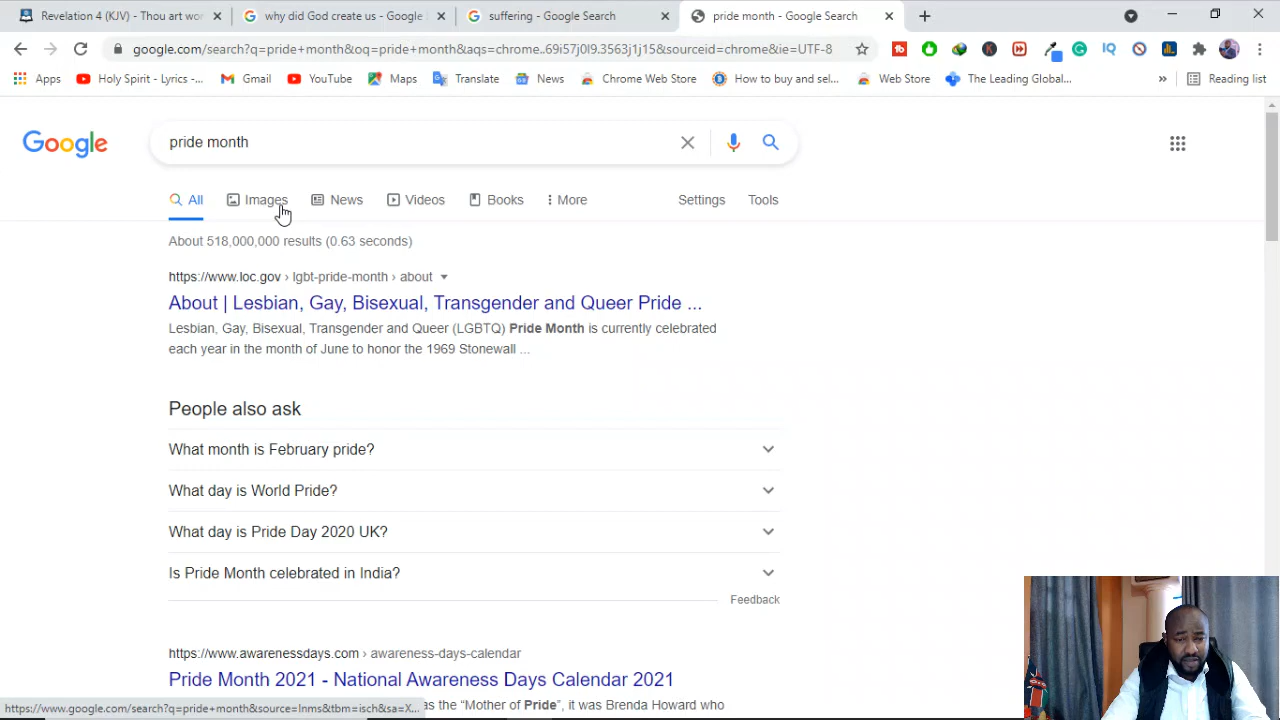 Revelation 4 (KJV) - Thou art wor
why did God create us - Google S
suffering - Google Search
pride month - Google Search
google.com/search?q=pride+month&oq=pride+month&aqs=chrome..69i57j0l9.3563j1j15&sourceid=chrome&ie=UTF-8
Apps
Holy Spirit - Lyrics -...
Gmail
YouTube
Maps
Translate
News
Chrome Web Store
How to buy and sel...
Web Store
The Leading Global...
»
Reading list
Google
pride month
All
Images
News
Videos
Books
More
Settings
Tools
About 518,000,000 results (0.63 seconds)
https://www.loc.gov › lgbt-pride-month › about
About | Lesbian, Gay, Bisexual, Transgender and Queer Pride ...
Lesbian, Gay, Bisexual, Transgender and Queer (LGBTQ) Pride Month is currently celebrated
each year in the month of June to honor the 1969 Stonewall ...
People also ask
What month is February pride?
What day is World Pride?
What day is Pride Day 2020 UK?
Is Pride Month celebrated in India?
Feedback
https://www.awarenessdays.com › awareness-days-calendar
Pride Month 2021 - National Awareness Days Calendar 2021
as the “Mother of Pride”, it was Brenda Howard who
https://www.google.com/search?q=pride+month&source=lnms&tbm=isch&sa=X...